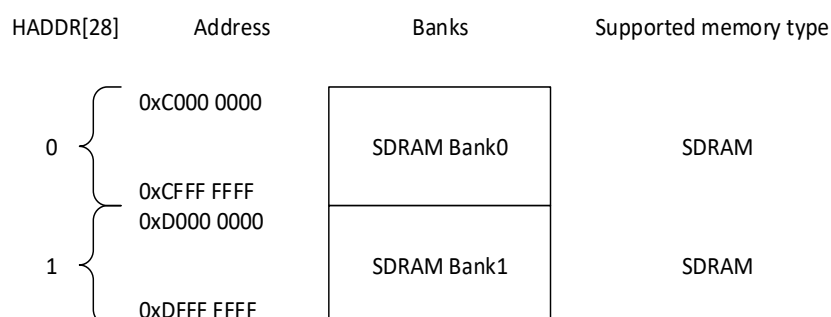 HADDR[28] Address Banks Supported memory type
0xC000 0000
0 SDRAM Bank0 SDRAM
0xCFFF FFFF
0xD000 0000
1 SDRAM Bank1 SDRAM
0xDFFF FFFF